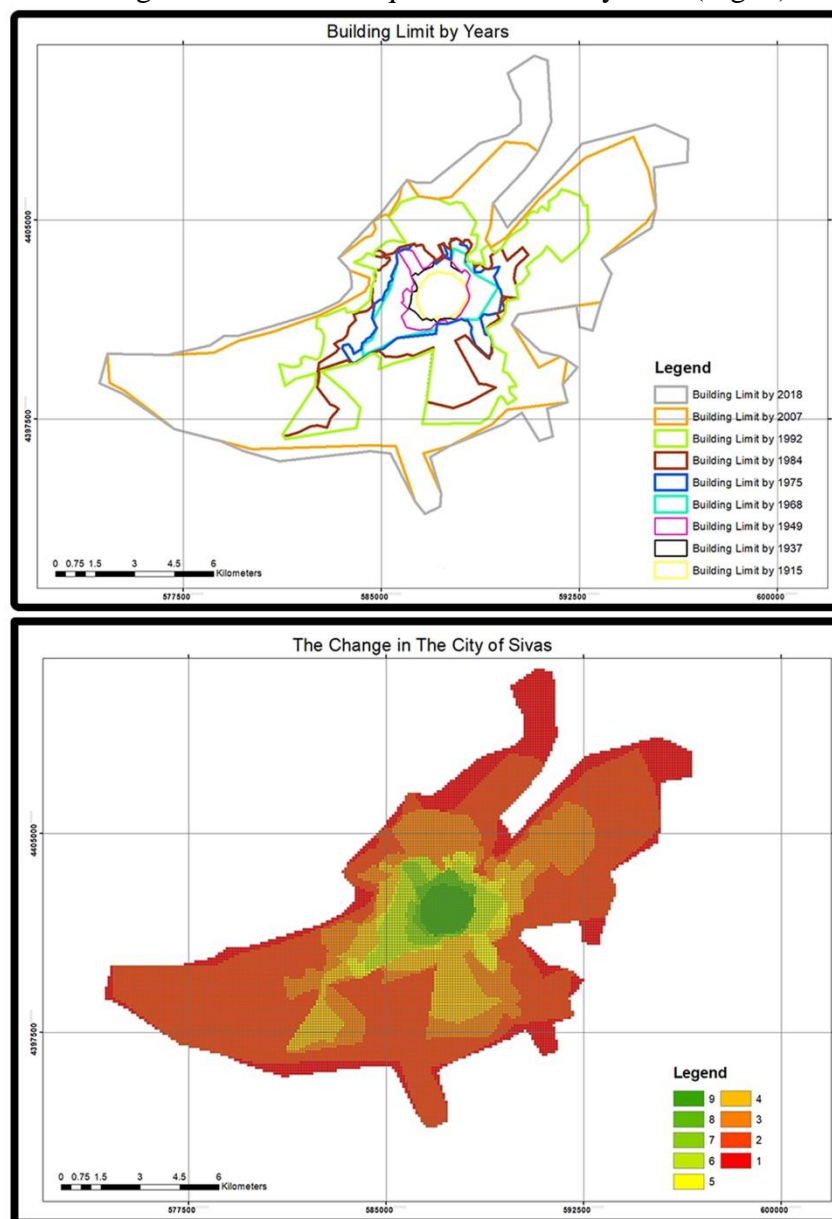 Building Limit by Years
4405000
4397500
Legend
Building Limit by 2018
Building Limit by 2007
Building Limit by 1992
Building Limit by 1984
Building Limit by 1975
Building Limit by 1968
Building Limit by 1949
Building Limit by 1937
Building Limit by 1915
0 0.75 1.5 3 4.5 6
Kilometers
577500 585000 592500 600000
The Change in The City of Sivas
4405000
4397500
Legend
9 4
8 3
7 2
6 1
5
0 0.75 1.5 3 4.5 6
Kilometers
577500 585000 592500 600000